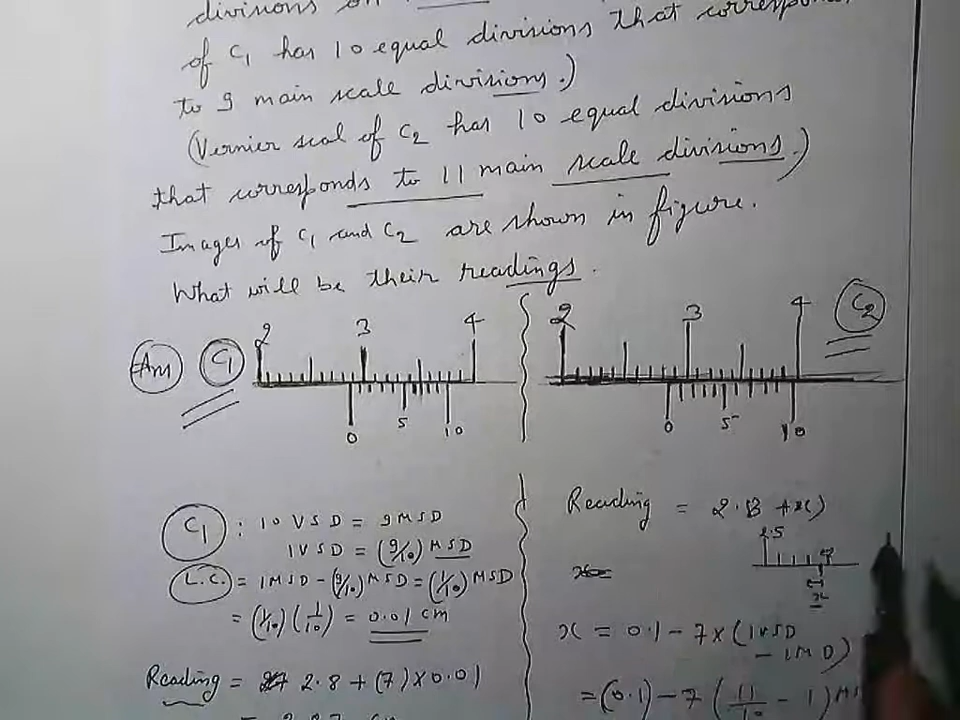 divisions on
of C₁ has 10 equal divisions that corresponds
to 9 main scale divisions.)
(Vernier scal of C₂ has 10 equal divisions
that corresponds to 11 main scale divisions.)
Images of C₁ and C₂ are shown in figure.
What will be their readings.
Ans C₁
2 3 4
0 5 10
2 3 4 C₂
0 5 10
C₁ : 10 VSD = 9 MSD
1 VSD = (9/10) MSD
L.C. = 1MSD - (9/10) MSD = (1/10) MSD
= (1/10) (1/10) = 0.01 cm
Reading = 2.8 + (7) × 0.01
Reading = 2.8 + x
2.5
x
x = 0.1 - 7 × (1 VSD
- 1 MD)
= (0.1) - 7 (11/10 - 1) MS